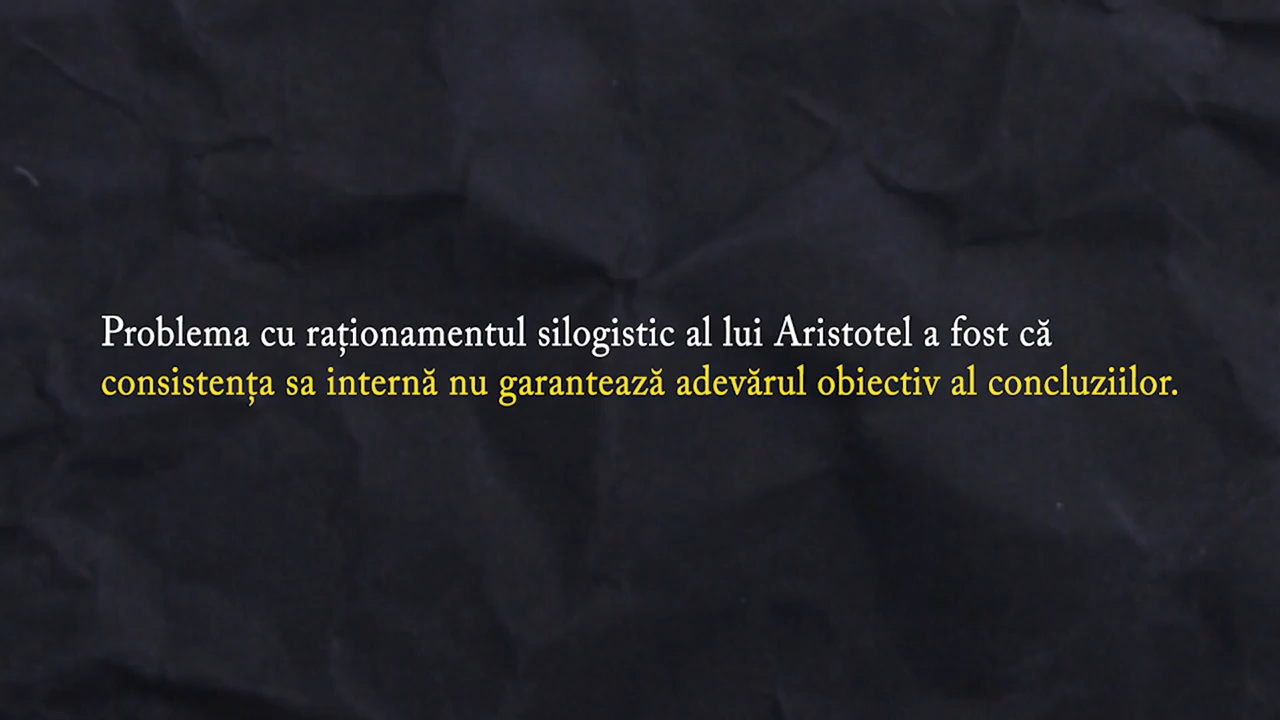 Problema cu raționamentul silogistic al lui Aristotel a fost că
consistența sa internă nu garantează adevărul obiectiv al concluziilor.